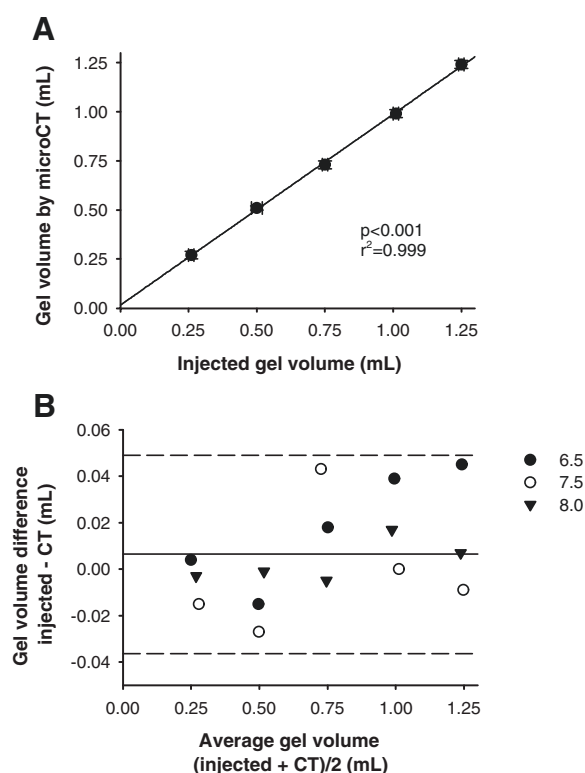 A
Gel volume by microCT (mL)
1.25
1.00
0.75
0.50
0.25
0.00
p<0.001
r²=0.999
0.00 0.25 0.50 0.75 1.00 1.25
Injected gel volume (mL)
B
Gel volume difference
injected - CT (mL)
0.06
0.04
0.02
0.00
-0.02
-0.04
6.5
7.5
8.0
0.00 0.25 0.50 0.75 1.00 1.25
Average gel volume
(injected + CT)/2 (mL)